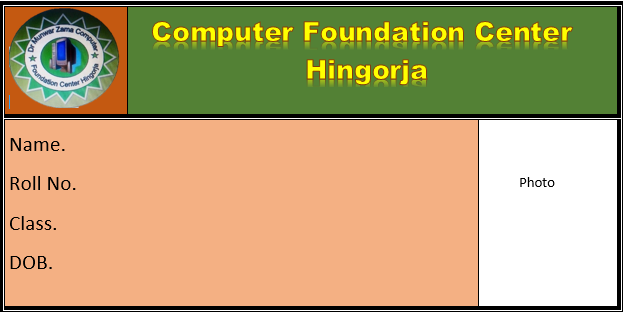 Dr Munwar Zama Computer
Foundation Center Hingorja
Computer Foundation Center
Hingorja
Name.
Roll No.
Class.
DOB.
Photo